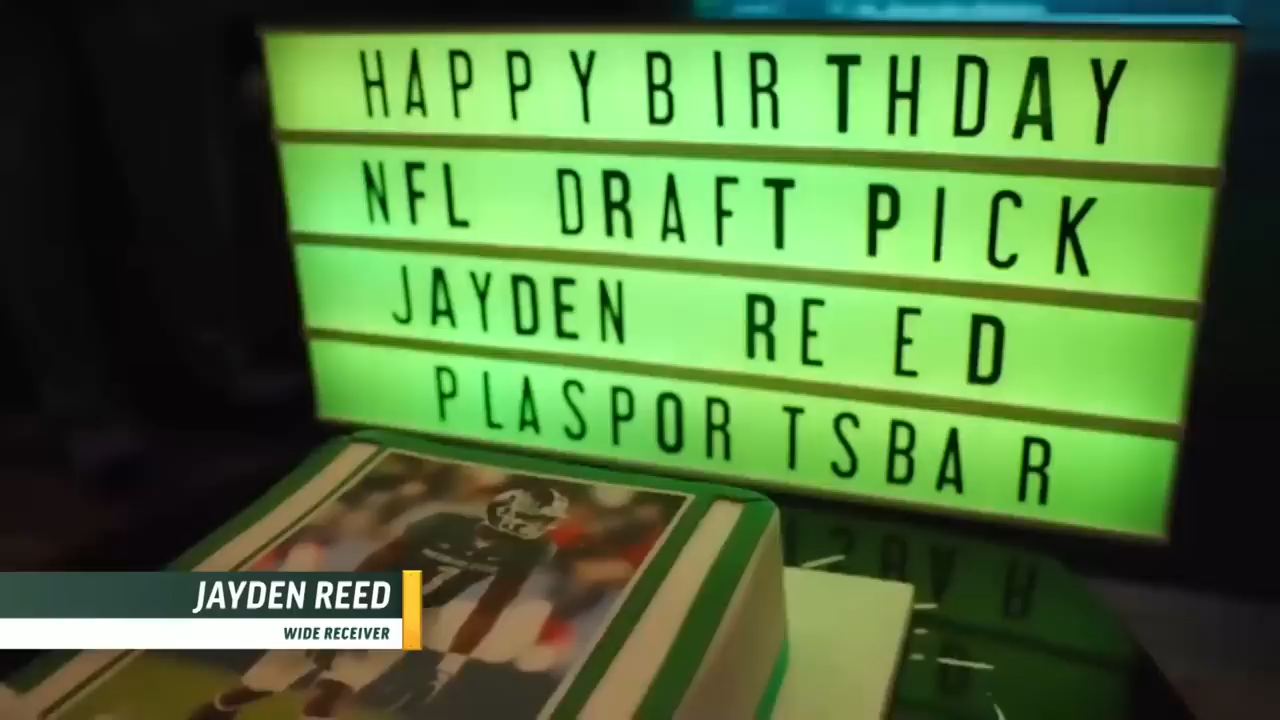 HAPPY BIRTHDAY
NFL DRAFT PICK
JAYDEN REED
PLASPORTSBAR
JAYDEN REED
WIDE RECEIVER